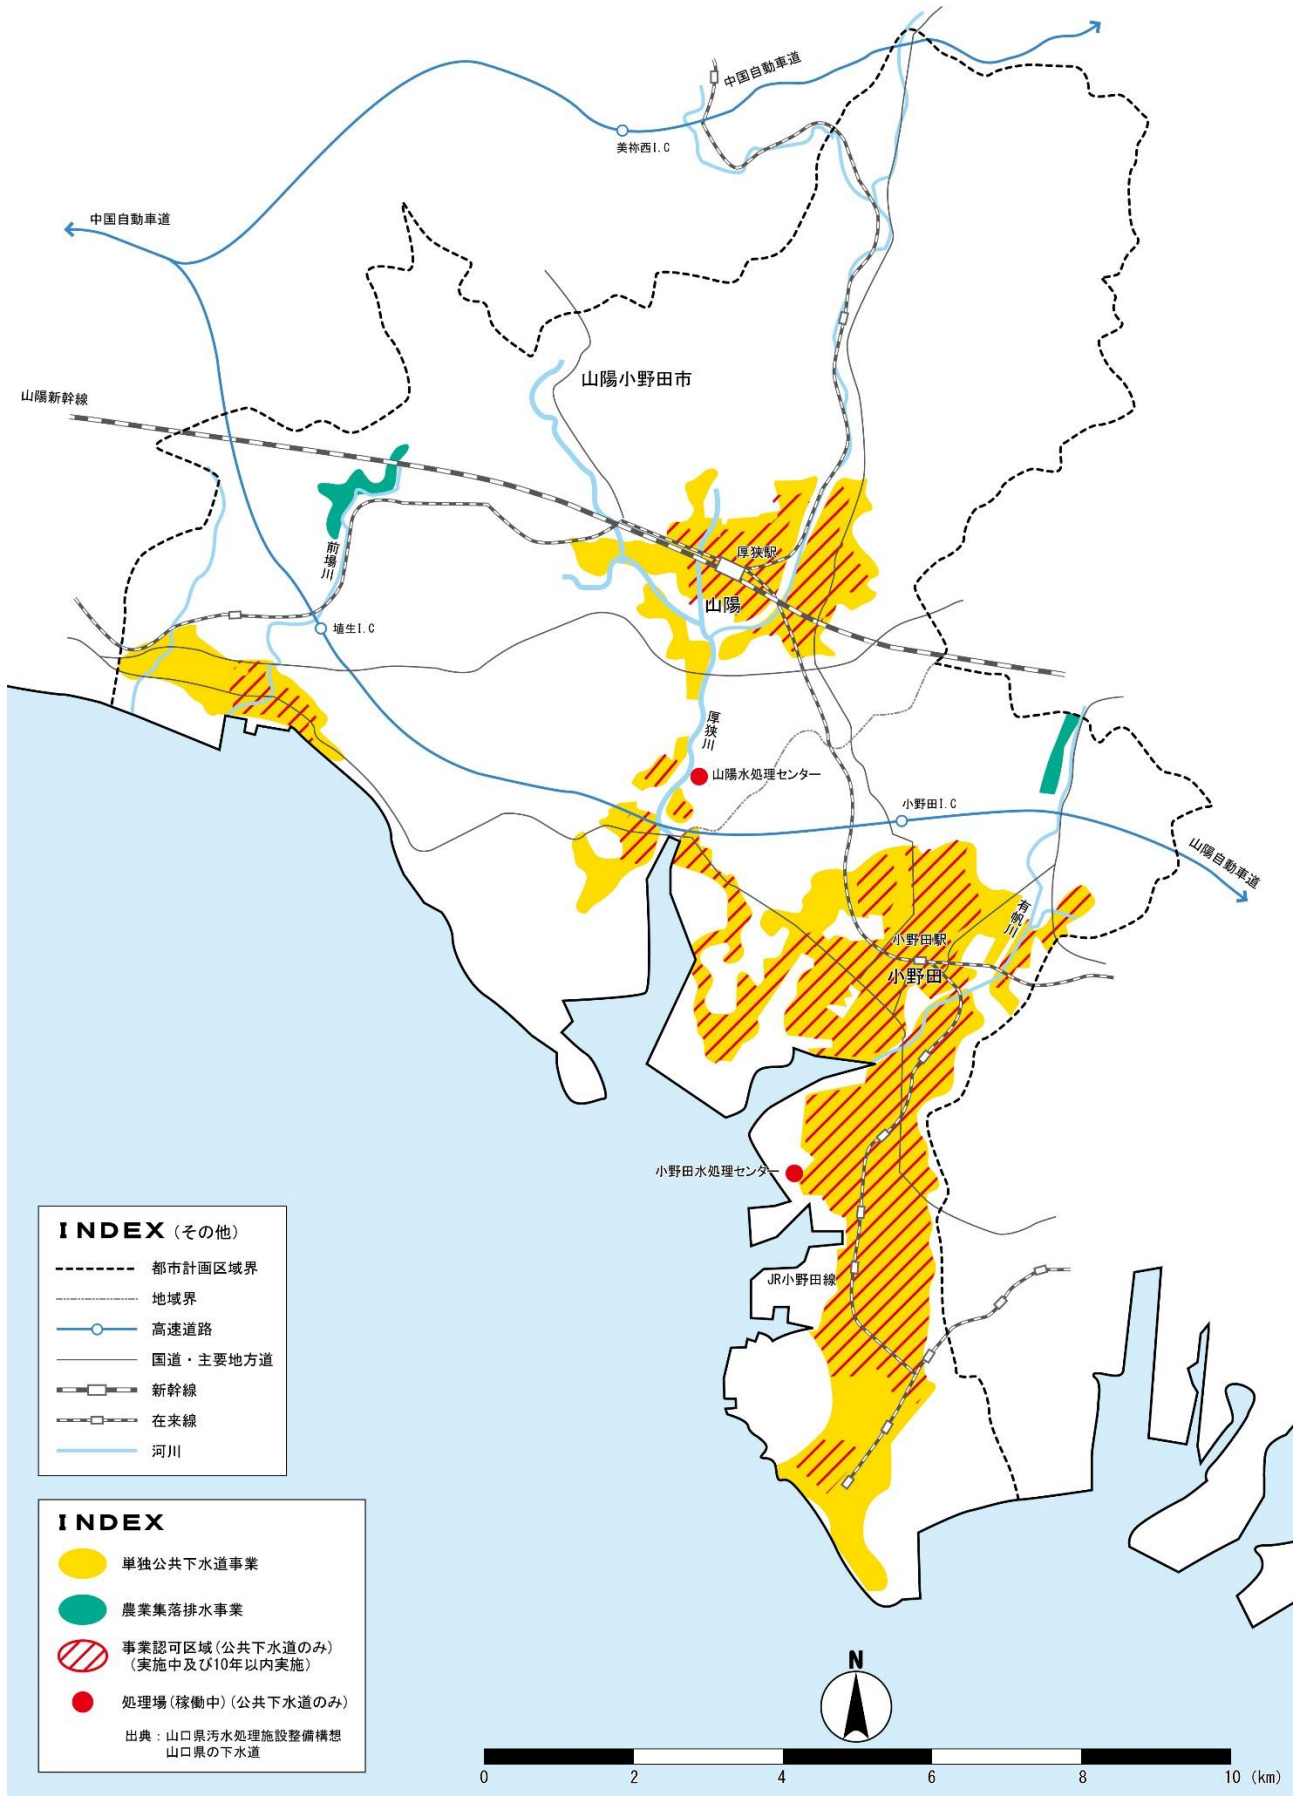 中国自動車道
美祢西I.C
中国自動車道
山陽小野田市
山陽新幹線
厚狭駅
前場川
山陽
埴生I.C
厚狭川
山陽水処理センター
小野田I.C
山陽自動車道
有帆川
小野田駅
小野田
小野田水処理センター
JR小野田線
INDEX (その他)
都市計画区域界
地域界
高速道路
国道・主要地方道
新幹線
在来線
河川
INDEX
単独公共下水道事業
農業集落排水事業
事業認可区域(公共下水道のみ)
(実施中及び10年以内実施)
処理場(稼働中)(公共下水道のみ)
出典:山口県汚水処理施設整備構想
山口県の下水道
N
0 2 4 6 8 10 (km)